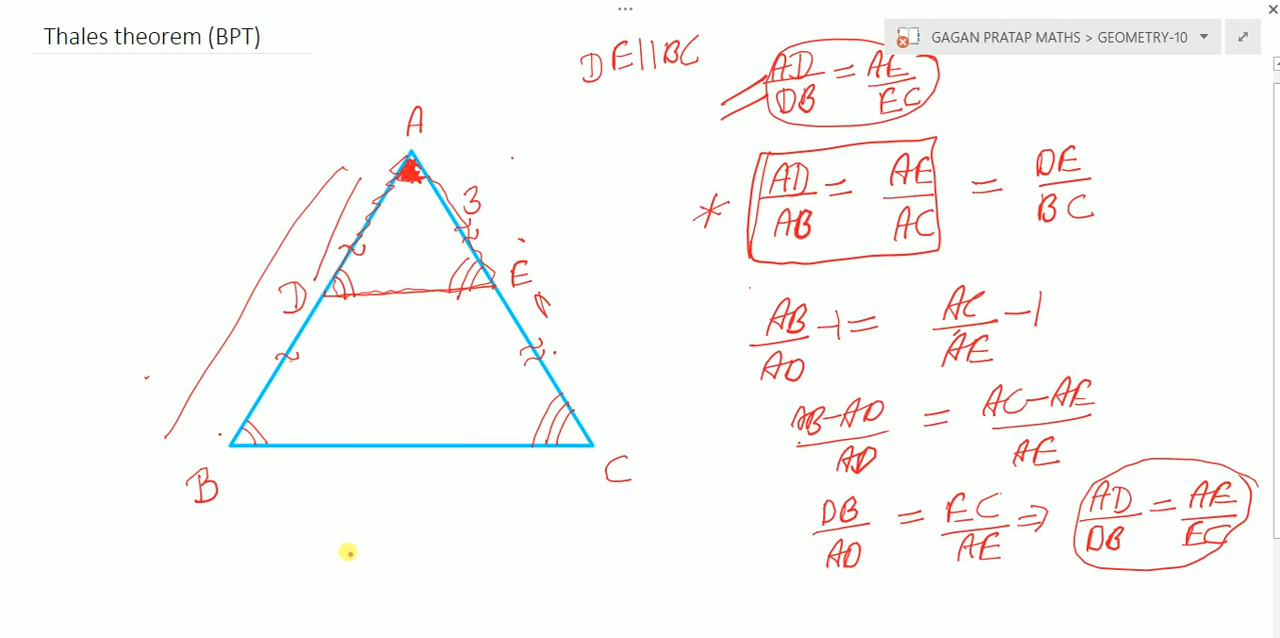 Thales theorem (BPT)
GAGAN PRATAP MATHS > GEOMETRY-10
DE||BC
AD/DB = AE/EC
* AD/AB = AE/AC = DE/BC
AB/AD -1 = AC/AE -1
AB-AD/AD = AC-AE/AE
DB/AD = EC/AE ⇒ AD/DB = AE/EC
A
3
D
E
B
C